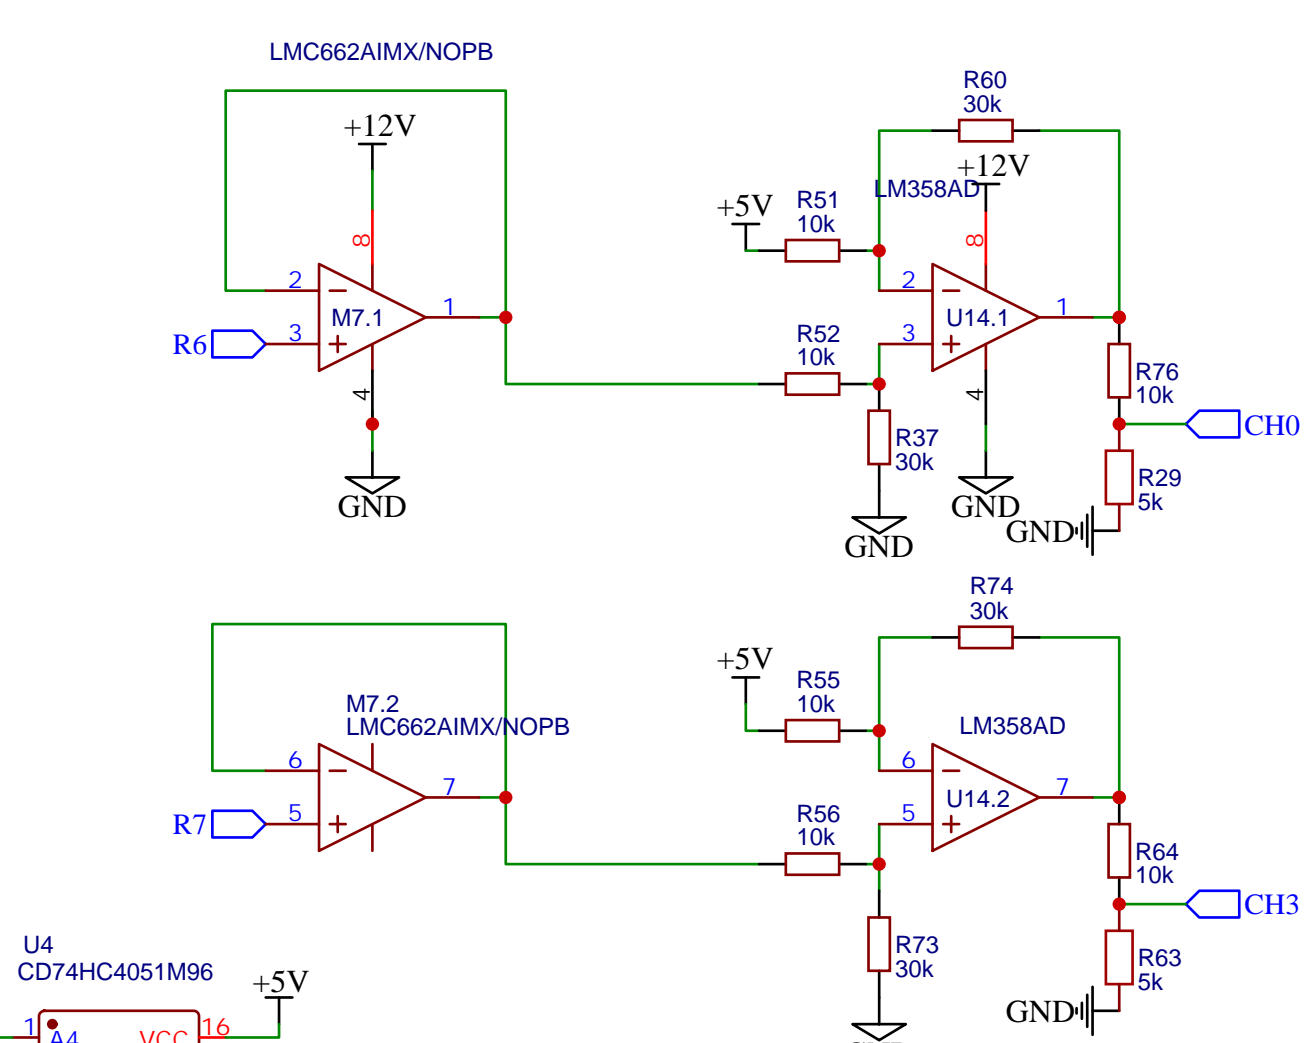 LMC662AIMX/NOPB
+12V
8
2
M7.1
1
R6
3
4
GND
R60
30k
+12V
LM358AD
+5V
R51
10k
8
2
U14.1
1
R52
10k
3
4
R76
10k
CH0
R37
30k
R29
5k
GND
GND
GND
R74
30k
+5V
R55
10k
M7.2
LMC662AIMX/NOPB
LM358AD
6
7
R7
5
6
U14.2
7
R56
10k
5
R64
10k
CH3
R73
30k
R63
5k
GND
U4
CD74HC4051M96
+5V
1
A4
VCC
16